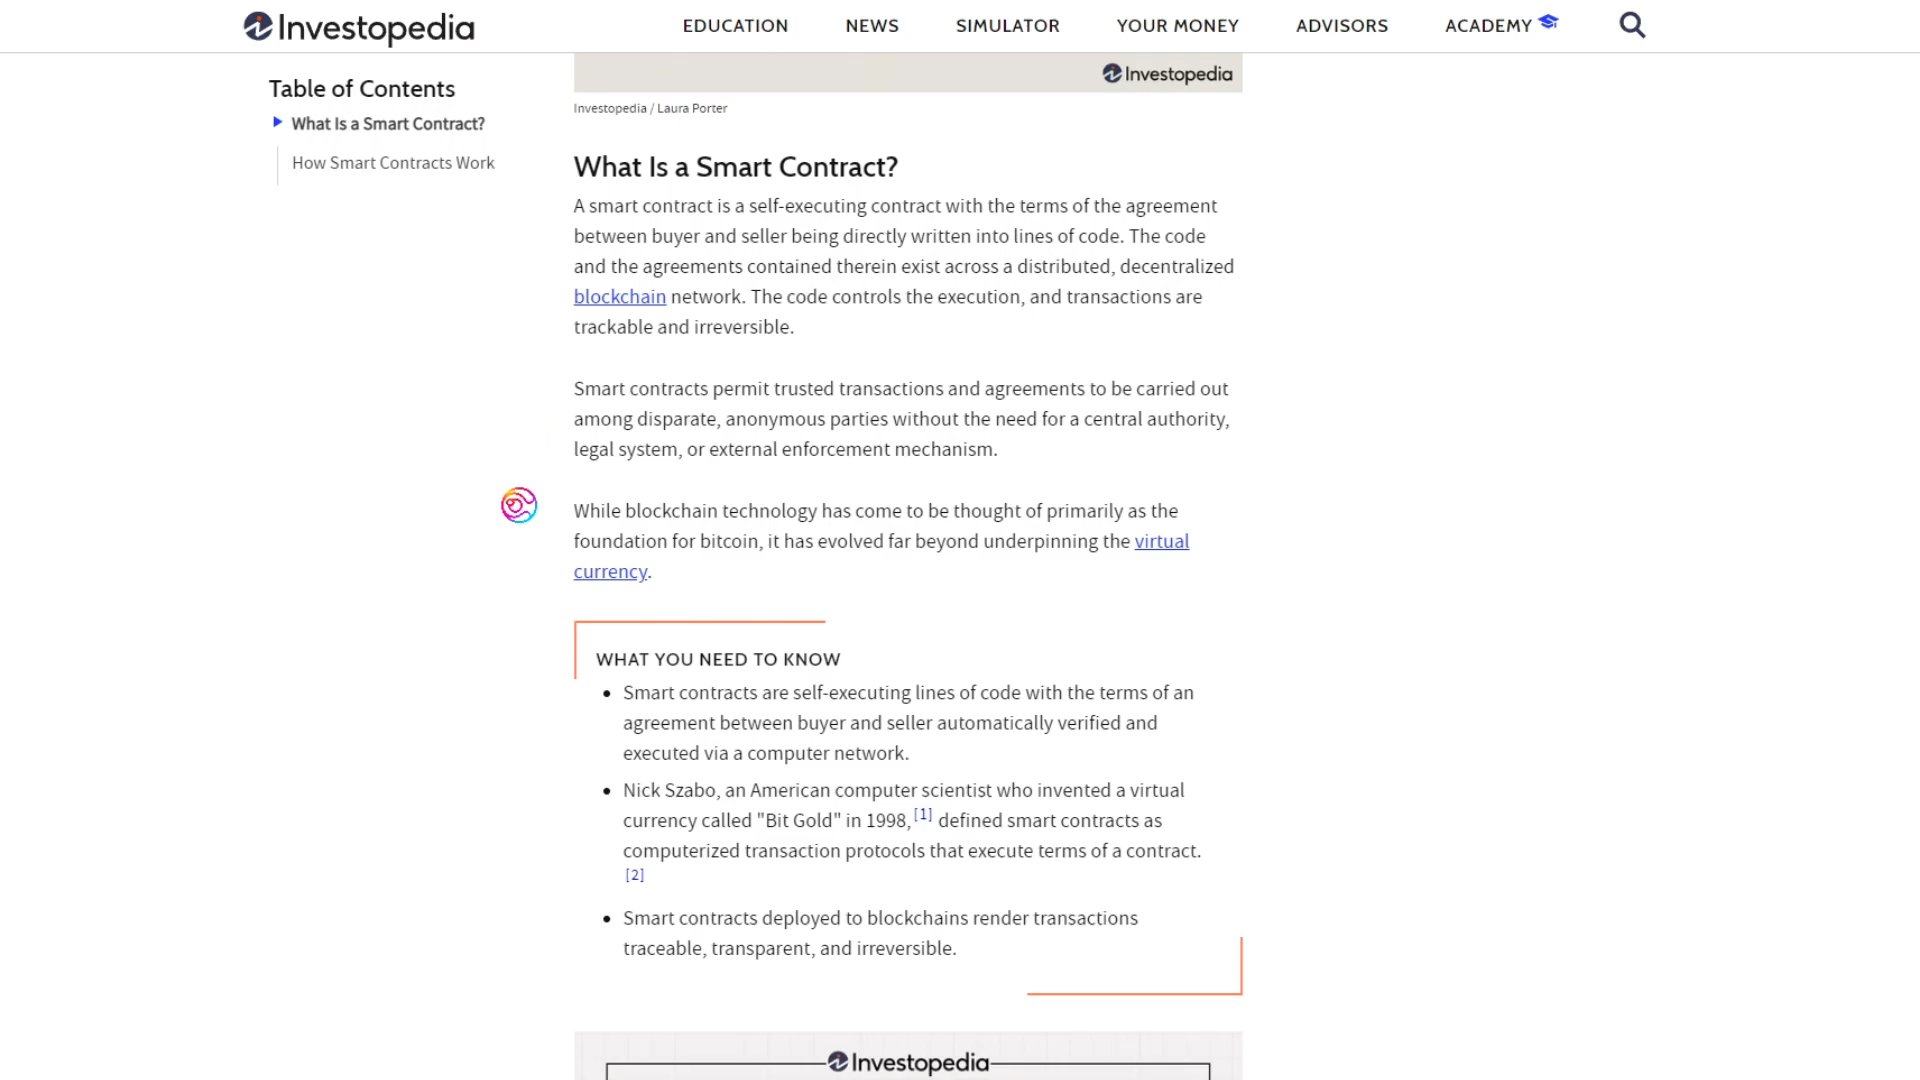 Investopedia
EDUCATION NEWS SIMULATOR YOUR MONEY ADVISORS ACADEMY
Table of Contents
What Is a Smart Contract?
How Smart Contracts Work
Investopedia
Investopedia / Laura Porter
What Is a Smart Contract?
A smart contract is a self-executing contract with the terms of the agreement
between buyer and seller being directly written into lines of code. The code
and the agreements contained therein exist across a distributed, decentralized
blockchain network. The code controls the execution, and transactions are
trackable and irreversible.
Smart contracts permit trusted transactions and agreements to be carried out
among disparate, anonymous parties without the need for a central authority,
legal system, or external enforcement mechanism.
While blockchain technology has come to be thought of primarily as the
foundation for bitcoin, it has evolved far beyond underpinning the virtual
currency.
WHAT YOU NEED TO KNOW
• Smart contracts are self-executing lines of code with the terms of an
agreement between buyer and seller automatically verified and
executed via a computer network.
• Nick Szabo, an American computer scientist who invented a virtual
currency called "Bit Gold" in 1998,[1] defined smart contracts as
computerized transaction protocols that execute terms of a contract.
[2]
• Smart contracts deployed to blockchains render transactions
traceable, transparent, and irreversible.
Investopedia